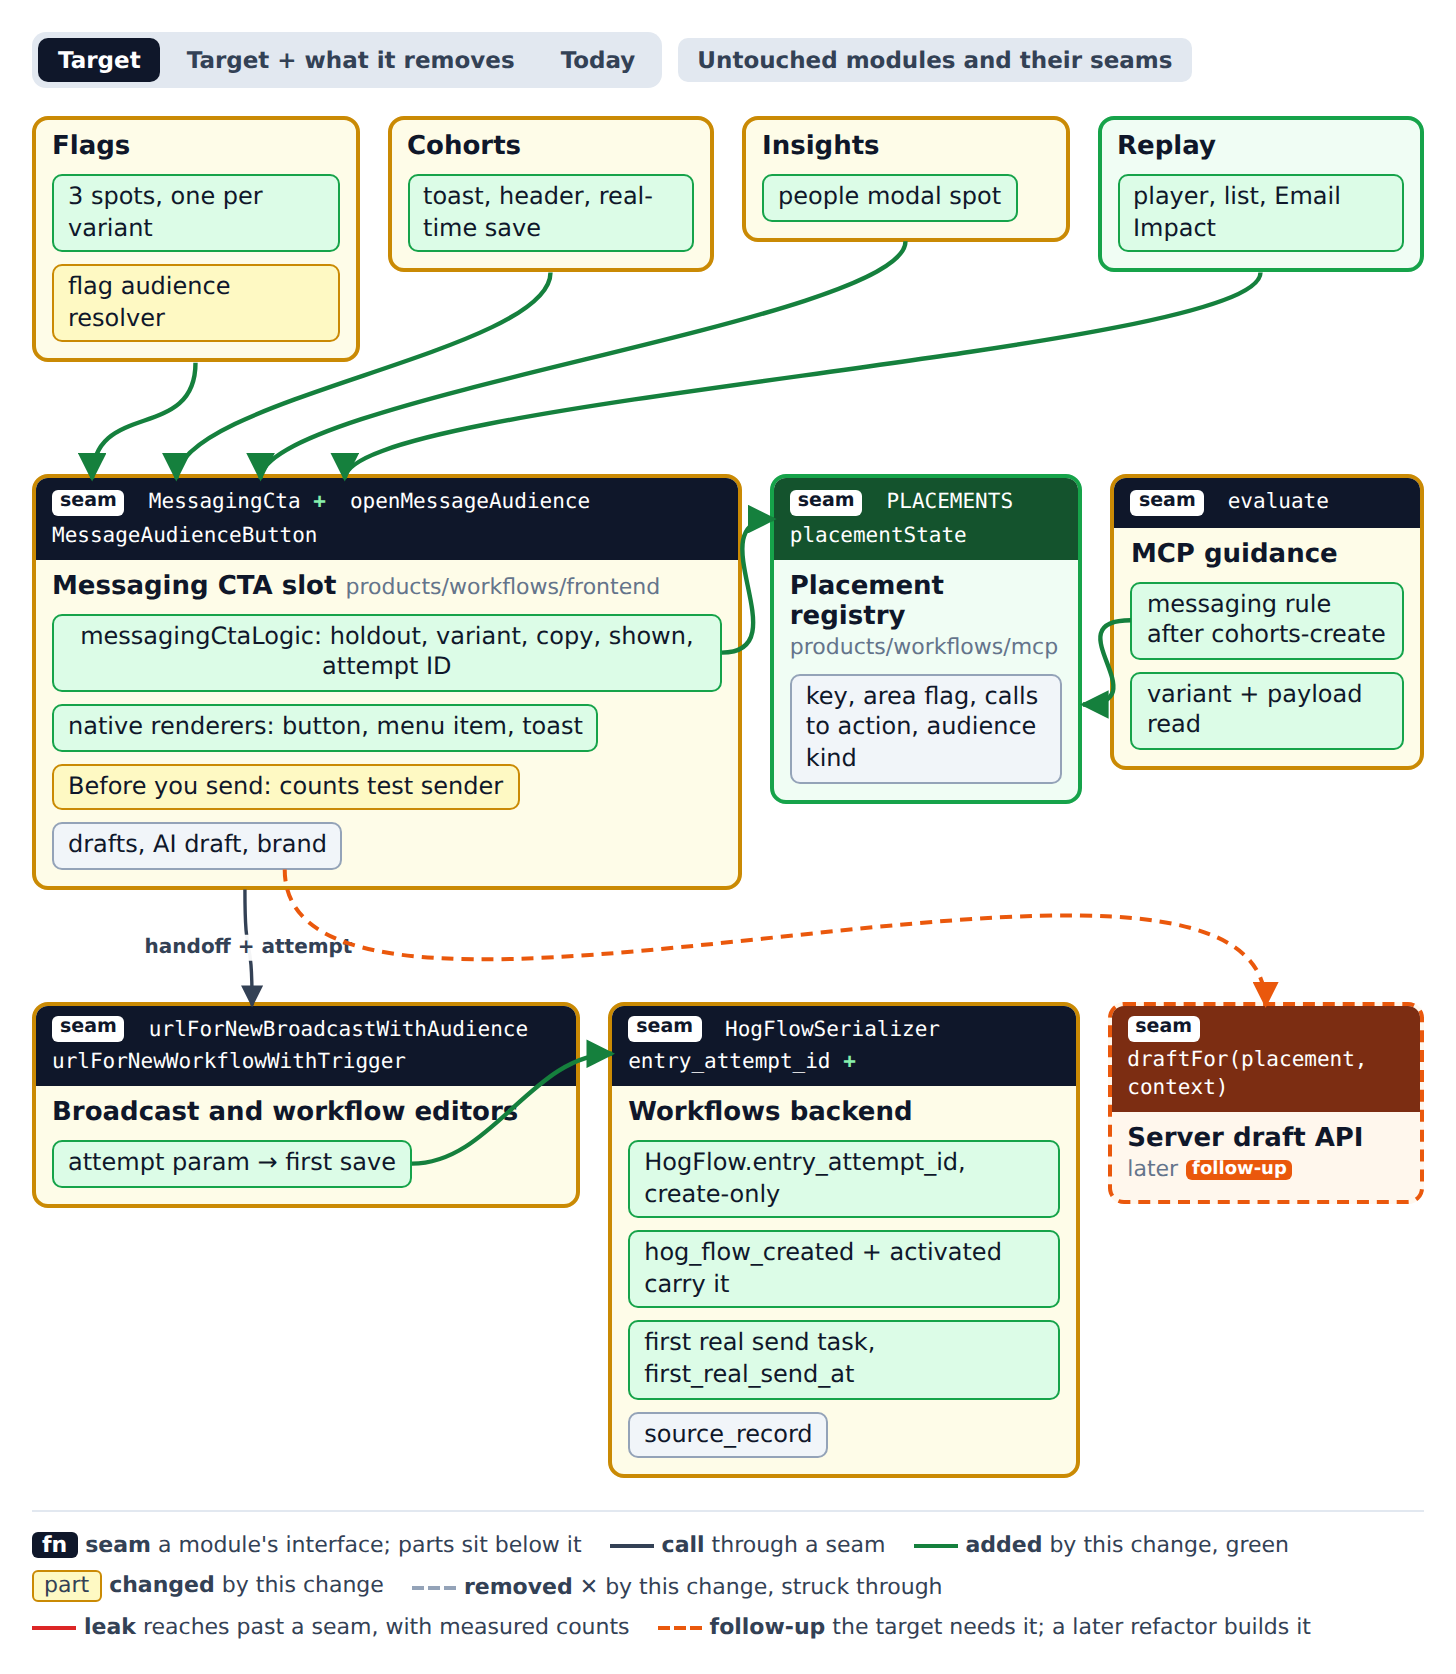 Target
Target + what it removes
Today
Untouched modules and their seams
Flags
3 spots, one per
variant
flag audience
resolver
Cohorts
toast, header, real-
time save
Insights
people modal spot
Replay
player, list, Email
Impact
seam MessagingCta + openMessageAudience
MessageAudienceButton
Messaging CTA slot products/workflows/frontend
messagingCtaLogic: holdout, variant, copy, shown,
attempt ID
native renderers: button, menu item, toast
Before you send: counts test sender
drafts, AI draft, brand
seam PLACEMENTS
placementState
Placement
registry
products/workflows/mcp
key, area flag, calls
to action, audience
kind
seam evaluate
MCP guidance
messaging rule
after cohorts-create
variant + payload
read
handoff + attempt
seam urlForNewBroadcastWithAudience
urlForNewWorkflowWithTrigger
Broadcast and workflow editors
attempt param → first save
seam HogFlowSerializer
entry_attempt_id +
Workflows backend
HogFlow.entry_attempt_id,
create-only
hog_flow_created + activated
carry it
first real send task,
first_real_send_at
source_record
seam
draftFor(placement,
context)
Server draft API
later follow-up
fn seam a module's interface; parts sit below it
call through a seam
added by this change, green
part changed by this change
removed ✕ by this change, struck through
leak reaches past a seam, with measured counts
follow-up the target needs it; a later refactor builds it